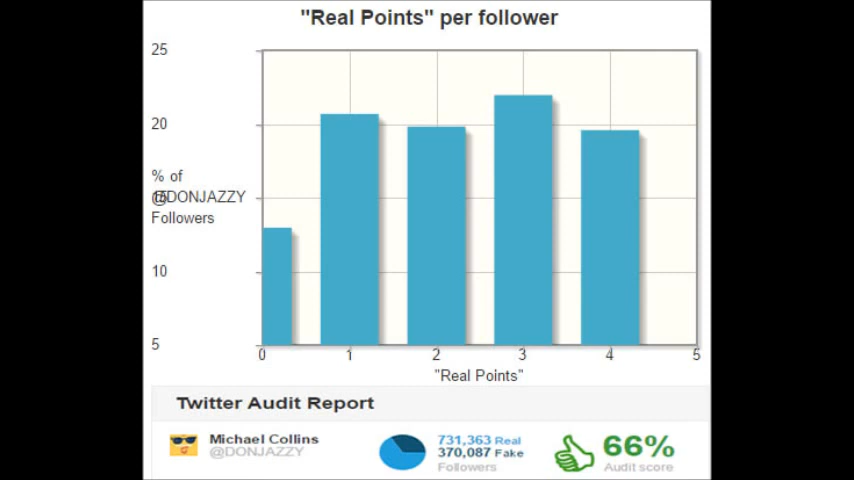 "Real Points" per follower
25
20
% of
15
@DONJAZZY
Followers
10
5
0 1 2 3 4 5
"Real Points"
Twitter Audit Report
Michael Collins
@DONJAZZY
731,363 Real
370,087 Fake
Followers
66%
Audit score